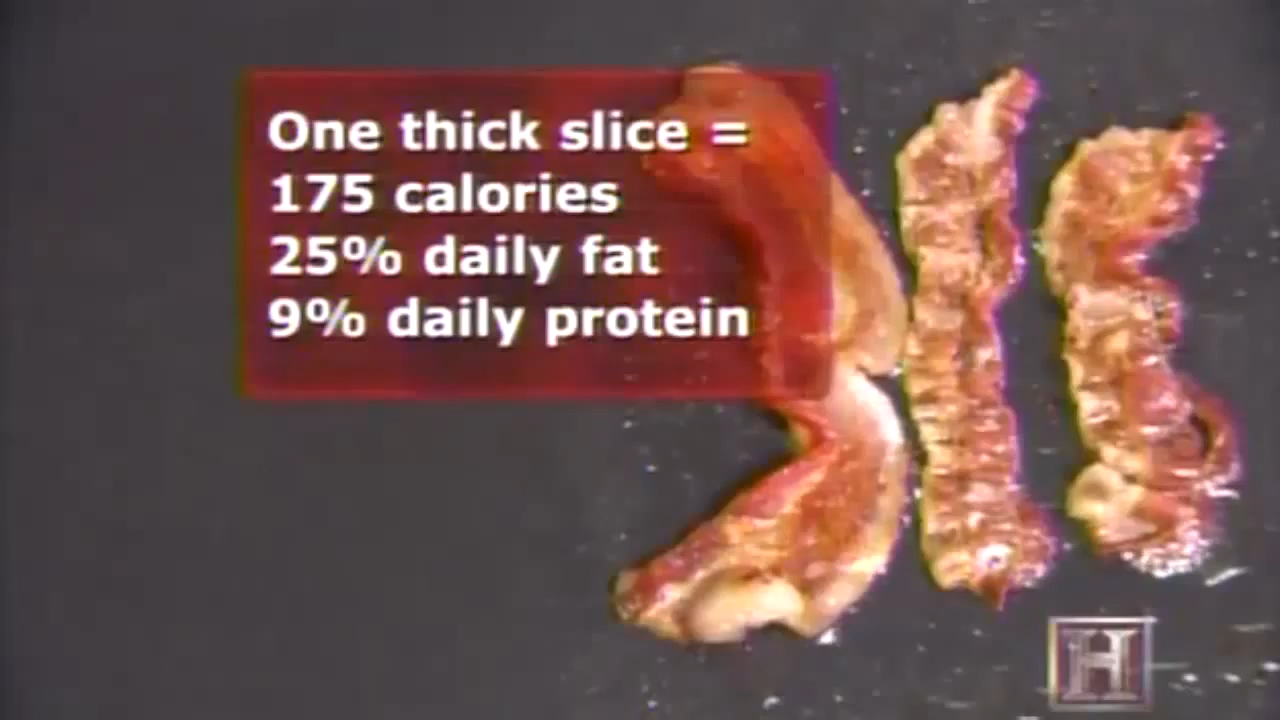 One thick slice =
175 calories
25% daily fat
9% daily protein
H